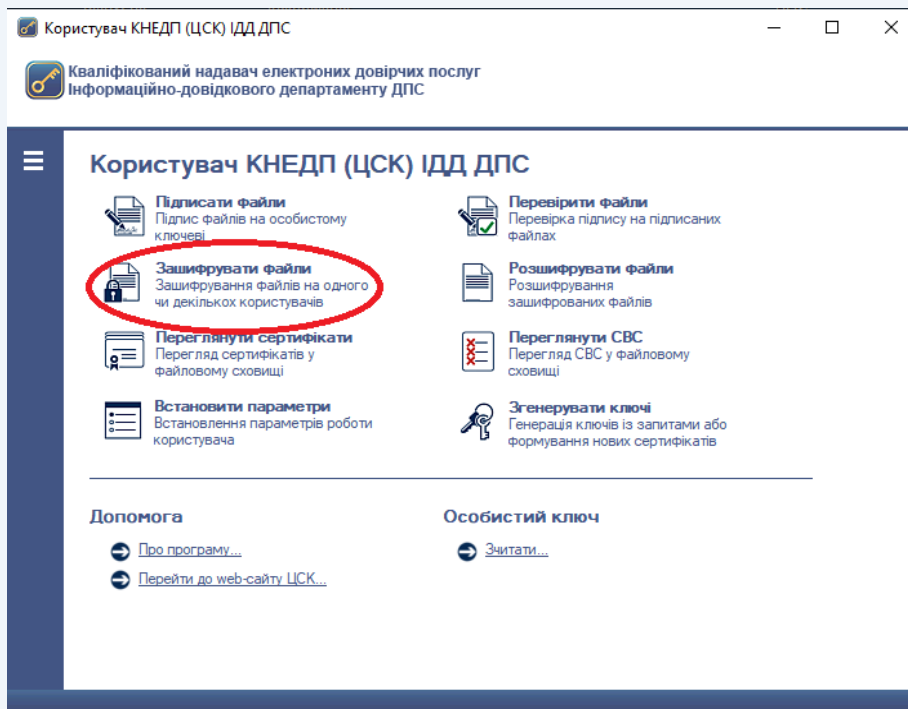 Користувач КНЕДП (ЦСК) ІДД ДПС
Кваліфікований надавач електроних довірчих послуг
Інформаційно-довідкового департаменту ДПС
Користувач КНЕДП (ЦСК) ІДД ДПС
Підписати файли
Підпис файлів на особистому
ключеві
Перевірити файли
Перевірка підпису на підписаних
файлах
Зашифрувати файли
Зашифрування файлів на одного
чи декількох користувачів
Розшифрувати файли
Розшифрування
зашифрованих файлів
Переглянути сертифікати
Перегляд сертифікатів у
файловому сховищі
Переглянути СВС
Перегляд СВС у файловому
сховищі
Встановити параметри
Встановлення параметрів роботи
користувача
Згенерувати ключі
Генерація ключів із запитами або
формування нових сертифікатів
Допомога
Про програму...
Перейти до web-сайту ЦСК...
Особистий ключ
Зчитати...